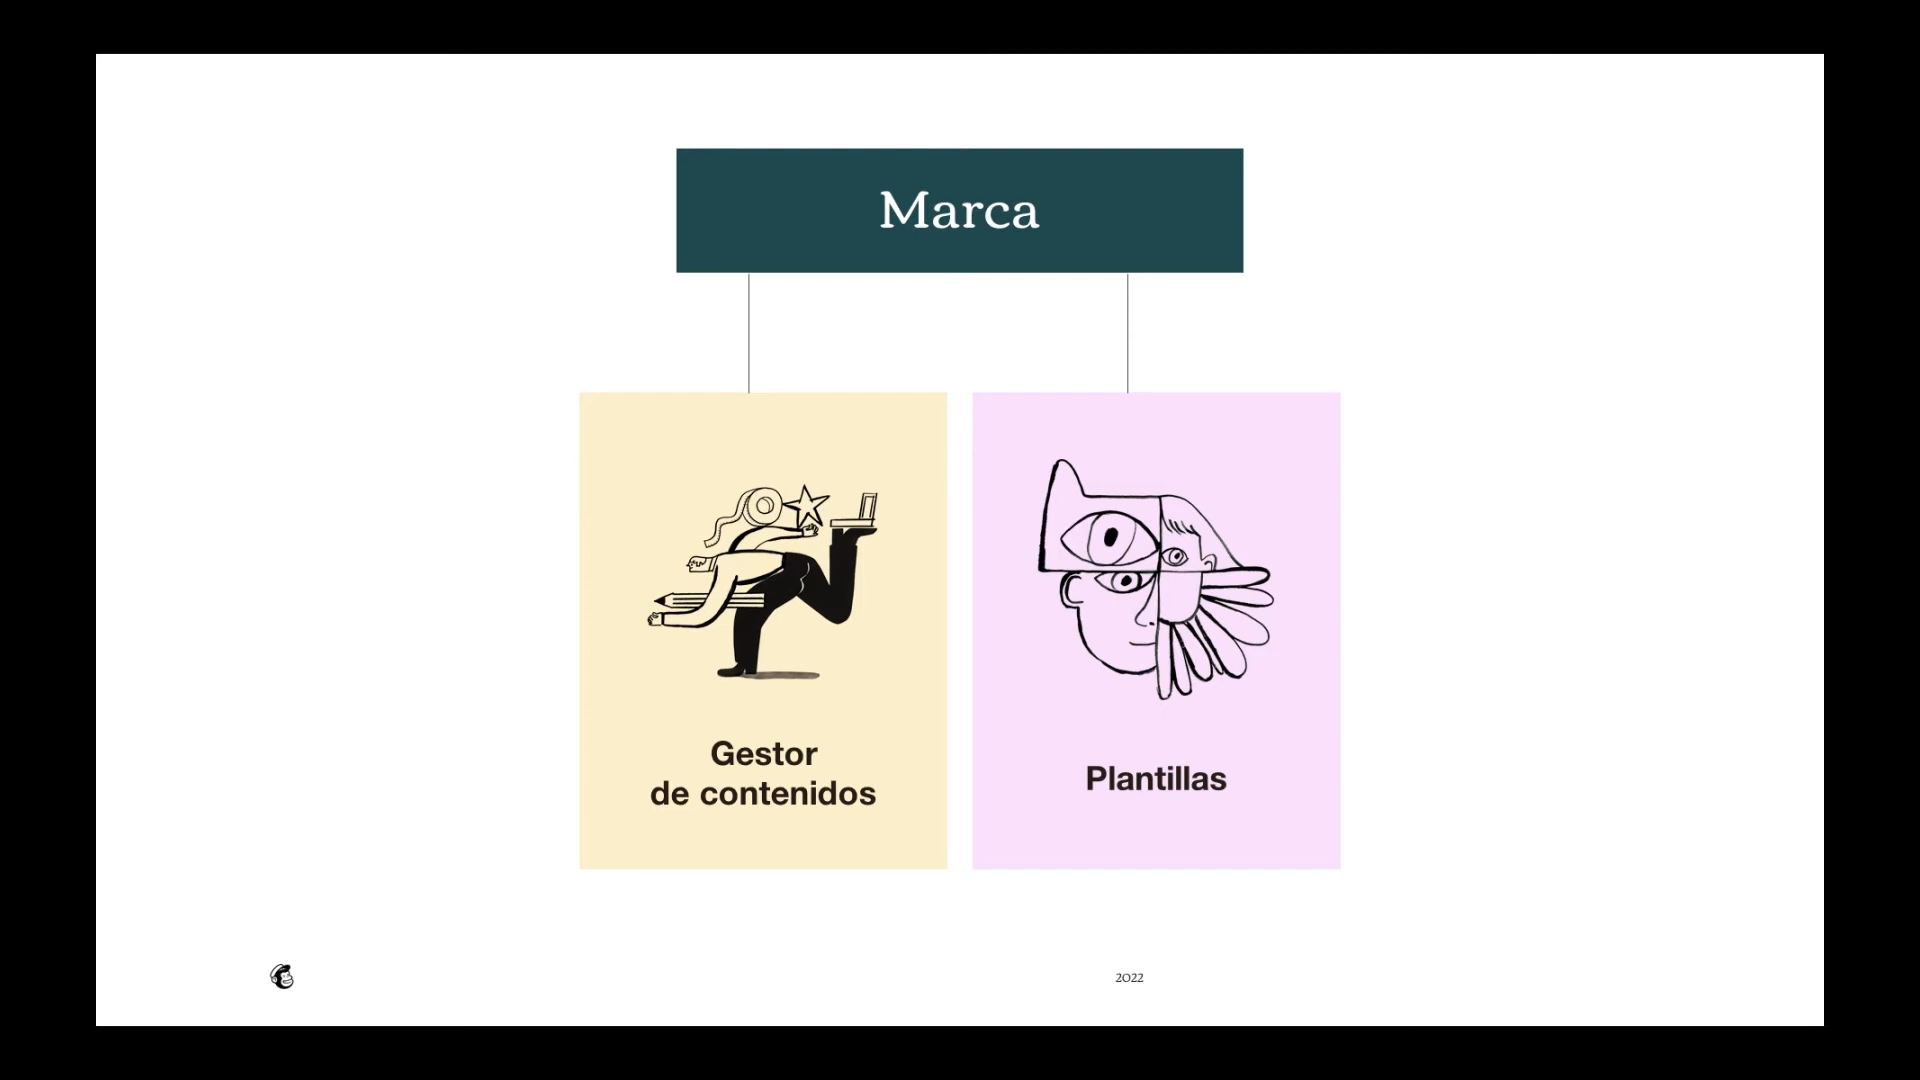 Marca
Gestor
de contenidos
Plantillas
2022